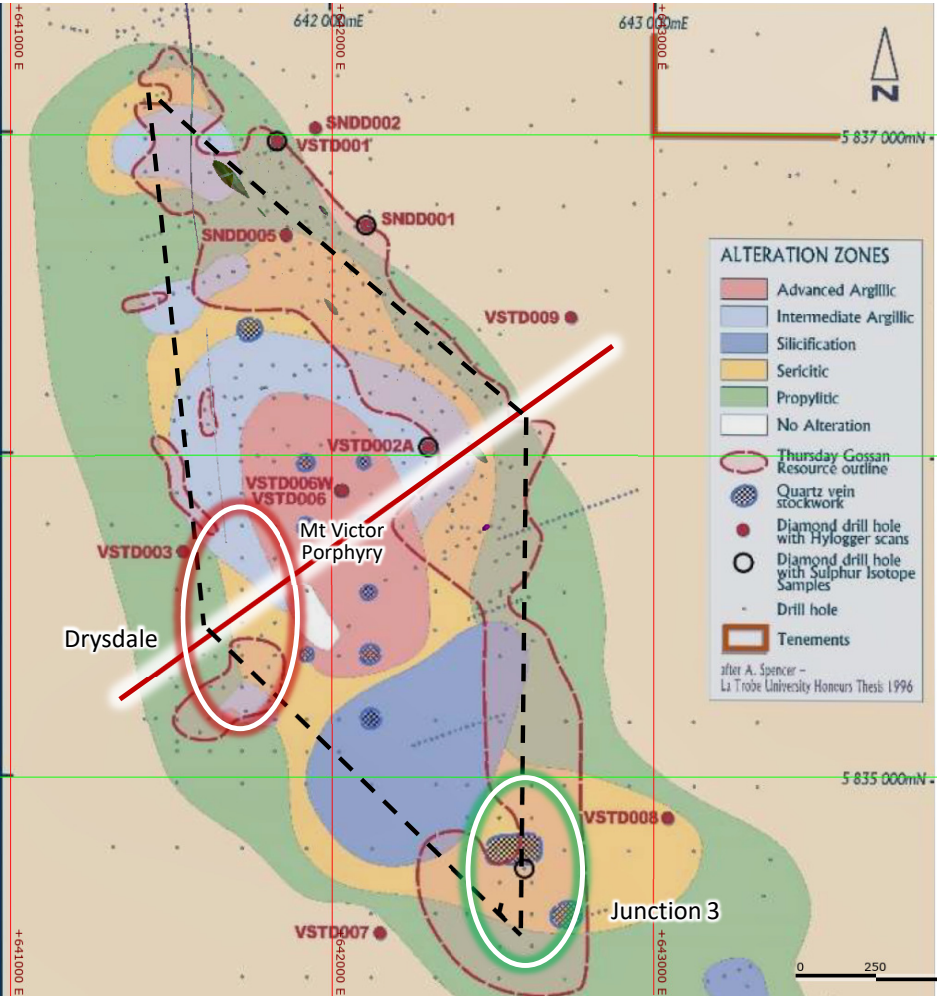 +641000 E
642 000mE
+642000 E
643 000mE
+643000 E
N
5 837 000mN
SNDD002
VSTD001
SNDD001
SNDD005
VSTD009
VSTD002A
VSTD006W
VSTD006
Mt Victor
Porphyry
VSTD003
Drysdale
ALTERATION ZONES
Advanced Argillic
Intermediate Argillic
Silicification
Sericitic
Propylitic
No Alteration
Thursday Gossan
Resource outline
Quartz vein
stockwork
Diamond drill hole
with Hylogger scans
Diamond drill hole
with Sulphur Isotope
Samples
Drill hole
Tenements
after A. Spencer –
La Trobe University Honours Thesis 1996
5 835 000mN
VSTD008
Junction 3
VSTD007
+641000 E
+642000 E
+643000 E
0 250